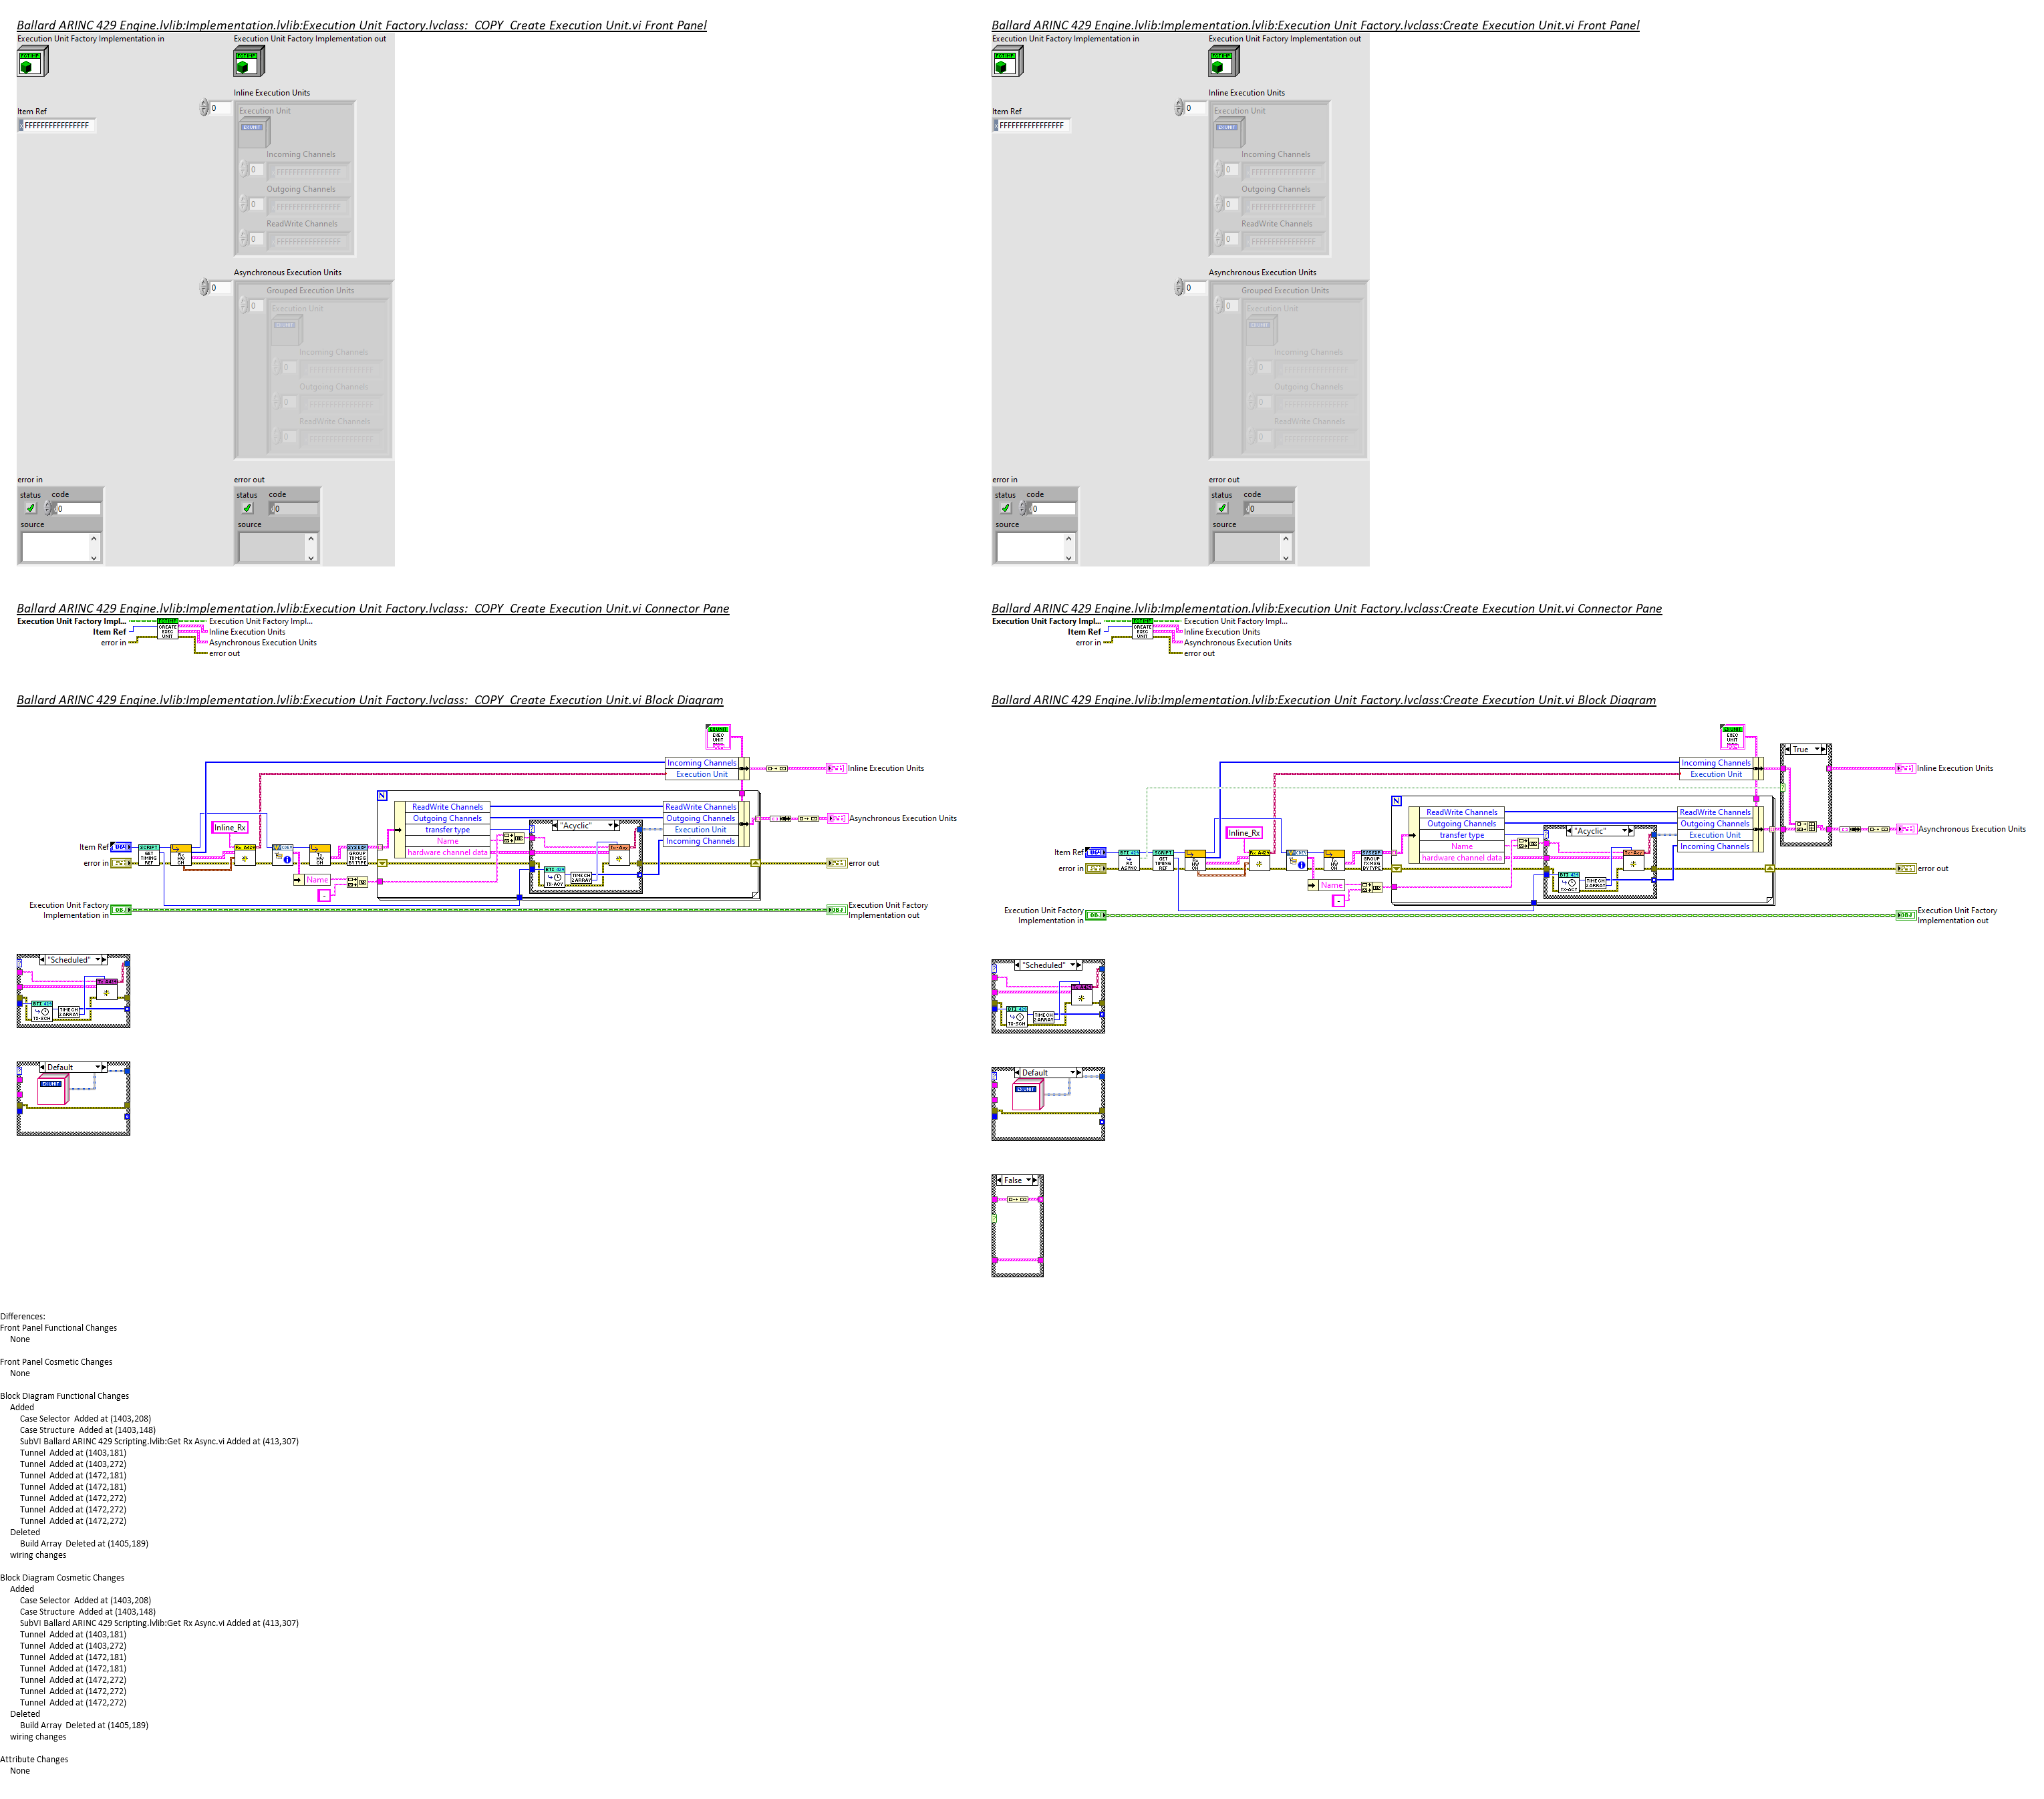 Ballard ARINC 429 Engine.lvlib:Implementation.lvlib:Execution Unit Factory.lvclass:_COPY_Create Execution Unit.vi Front Panel
Execution Unit Factory Implementation in
Execution Unit Factory Implementation out
Item Ref
FFFFFFFFFFFFFFFF
Inline Execution Units
0
Execution Unit
EXUNIT
Incoming Channels
0
FFFFFFFFFFFFFFFF
Outgoing Channels
0
FFFFFFFFFFFFFFFF
ReadWrite Channels
0
FFFFFFFFFFFFFFFF
Asynchronous Execution Units
0
Grouped Execution Units
0
Execution Unit
Incoming Channels
0
Outgoing Channels
0
ReadWrite Channels
0
error in
status code
0
source
error out
status code
0
source
Ballard ARINC 429 Engine.lvlib:Implementation.lvlib:Execution Unit Factory.lvclass:Create Execution Unit.vi Front Panel
Execution Unit Factory Implementation in
Execution Unit Factory Implementation out
Item Ref
FFFFFFFFFFFFFFFF
Inline Execution Units
0
Execution Unit
EXUNIT
Incoming Channels
0
FFFFFFFFFFFFFFFF
Outgoing Channels
0
FFFFFFFFFFFFFFFF
ReadWrite Channels
0
FFFFFFFFFFFFFFFF
Asynchronous Execution Units
0
Grouped Execution Units
0
Execution Unit
Incoming Channels
0
Outgoing Channels
0
ReadWrite Channels
0
error in
status code
0
source
error out
status code
0
source
Ballard ARINC 429 Engine.lvlib:Implementation.lvlib:Execution Unit Factory.lvclass:_COPY_Create Execution Unit.vi Connector Pane
Execution Unit Factory Impl...
Item Ref
error in
CREATE
EXEC
UNIT
Execution Unit Factory Impl...
Inline Execution Units
Asynchronous Execution Units
error out
Ballard ARINC 429 Engine.lvlib:Implementation.lvlib:Execution Unit Factory.lvclass:Create Execution Unit.vi Connector Pane
Execution Unit Factory Impl...
Item Ref
error in
CREATE
EXEC
UNIT
Execution Unit Factory Impl...
Inline Execution Units
Asynchronous Execution Units
error out
Ballard ARINC 429 Engine.lvlib:Implementation.lvlib:Execution Unit Factory.lvclass:_COPY_Create Execution Unit.vi Block Diagram
Incoming Channels
Execution Unit
Inline Execution Units
N
ReadWrite Channels
Outgoing Channels
transfer type
Name
hardware channel data
"Acyclic"
ReadWrite Channels
Outgoing Channels
Execution Unit
Incoming Channels
Asynchronous Execution Units
Inline_Rx
Item Ref
error in
error out
Name
-
Execution Unit Factory
Implementation in
Execution Unit Factory
Implementation out
"Scheduled"
Default
EXUNIT
Ballard ARINC 429 Engine.lvlib:Implementation.lvlib:Execution Unit Factory.lvclass:Create Execution Unit.vi Block Diagram
True
Incoming Channels
Execution Unit
Inline Execution Units
N
ReadWrite Channels
Outgoing Channels
transfer type
Name
hardware channel data
"Acyclic"
ReadWrite Channels
Outgoing Channels
Execution Unit
Incoming Channels
Asynchronous Execution Units
Inline_Rx
Item Ref
error in
error out
Name
-
Execution Unit Factory
Implementation in
Execution Unit Factory
Implementation out
"Scheduled"
Default
EXUNIT
False
Differences:
Front Panel Functional Changes
None
Front Panel Cosmetic Changes
None
Block Diagram Functional Changes
Added
Case Selector Added at (1403,208)
Case Structure Added at (1403,148)
SubVI Ballard ARINC 429 Scripting.lvlib:Get Rx Async.vi Added at (413,307)
Tunnel Added at (1403,181)
Tunnel Added at (1403,272)
Tunnel Added at (1472,181)
Tunnel Added at (1472,181)
Tunnel Added at (1472,272)
Tunnel Added at (1472,272)
Tunnel Added at (1472,272)
Deleted
Build Array Deleted at (1405,189)
wiring changes
Block Diagram Cosmetic Changes
Added
Case Selector Added at (1403,208)
Case Structure Added at (1403,148)
SubVI Ballard ARINC 429 Scripting.lvlib:Get Rx Async.vi Added at (413,307)
Tunnel Added at (1403,181)
Tunnel Added at (1403,272)
Tunnel Added at (1472,181)
Tunnel Added at (1472,181)
Tunnel Added at (1472,272)
Tunnel Added at (1472,272)
Tunnel Added at (1472,272)
Deleted
Build Array Deleted at (1405,189)
wiring changes
Attribute Changes
None